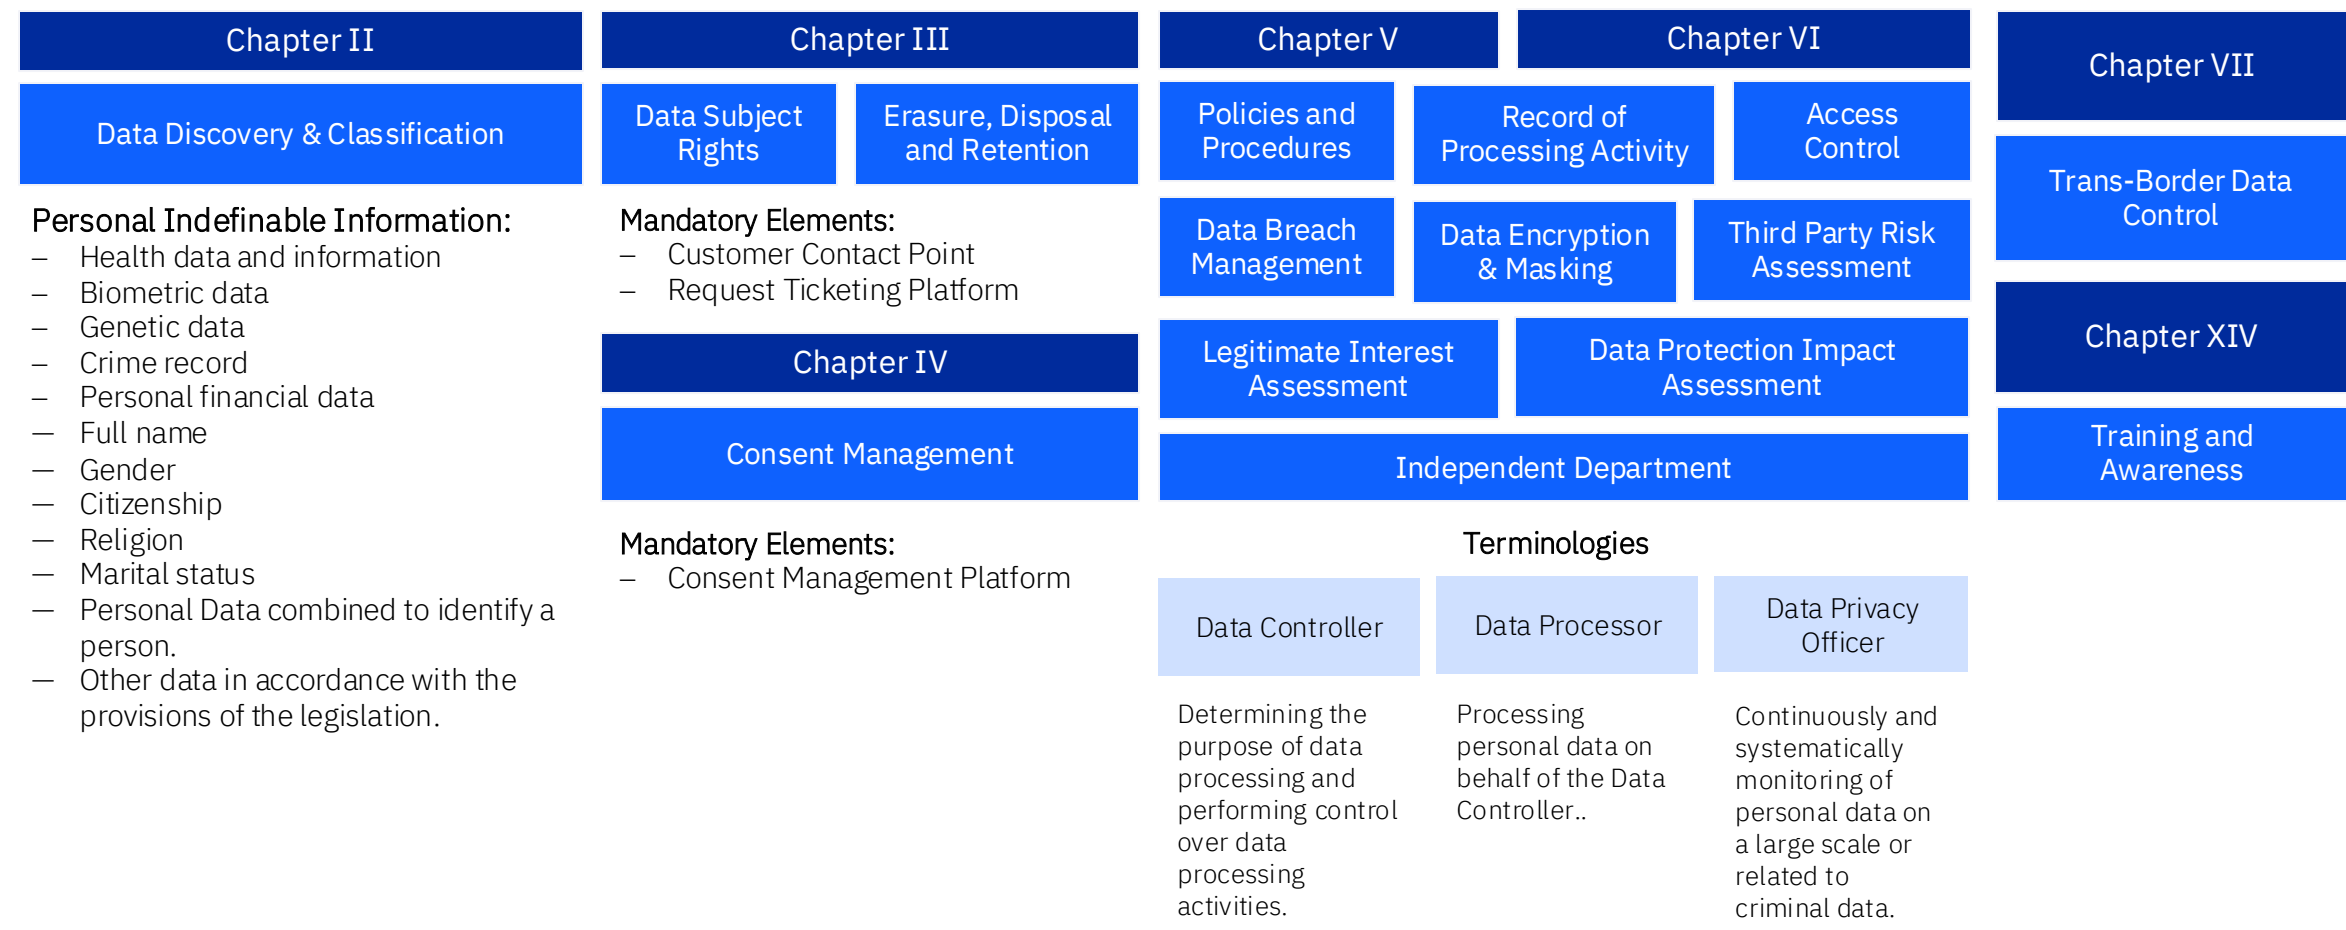 Chapter II
Data Discovery & Classification
Personal Indefinable Information:
– Health data and information
– Biometric data
– Genetic data
– Crime record
– Personal financial data
— Full name
— Gender
— Citizenship
— Religion
— Marital status
— Personal Data combined to identify a
person.
— Other data in accordance with the
provisions of the legislation.
Chapter III
Data Subject
Rights
Erasure, Disposal
and Retention
Mandatory Elements:
– Customer Contact Point
– Request Ticketing Platform
Chapter IV
Consent Management
Mandatory Elements:
– Consent Management Platform
Chapter V
Chapter VI
Policies and
Procedures
Record of
Processing Activity
Access
Control
Data Breach
Management
Data Encryption
& Masking
Third Party Risk
Assessment
Legitimate Interest
Assessment
Data Protection Impact
Assessment
Independent Department
Terminologies
Data Controller
Determining the
purpose of data
processing and
performing control
over data
processing
activities.
Data Processor
Processing
personal data on
behalf of the Data
Controller..
Data Privacy
Officer
Continuously and
systematically
monitoring of
personal data on
a large scale or
related to
criminal data.
Chapter VII
Trans-Border Data
Control
Chapter XIV
Training and
Awareness